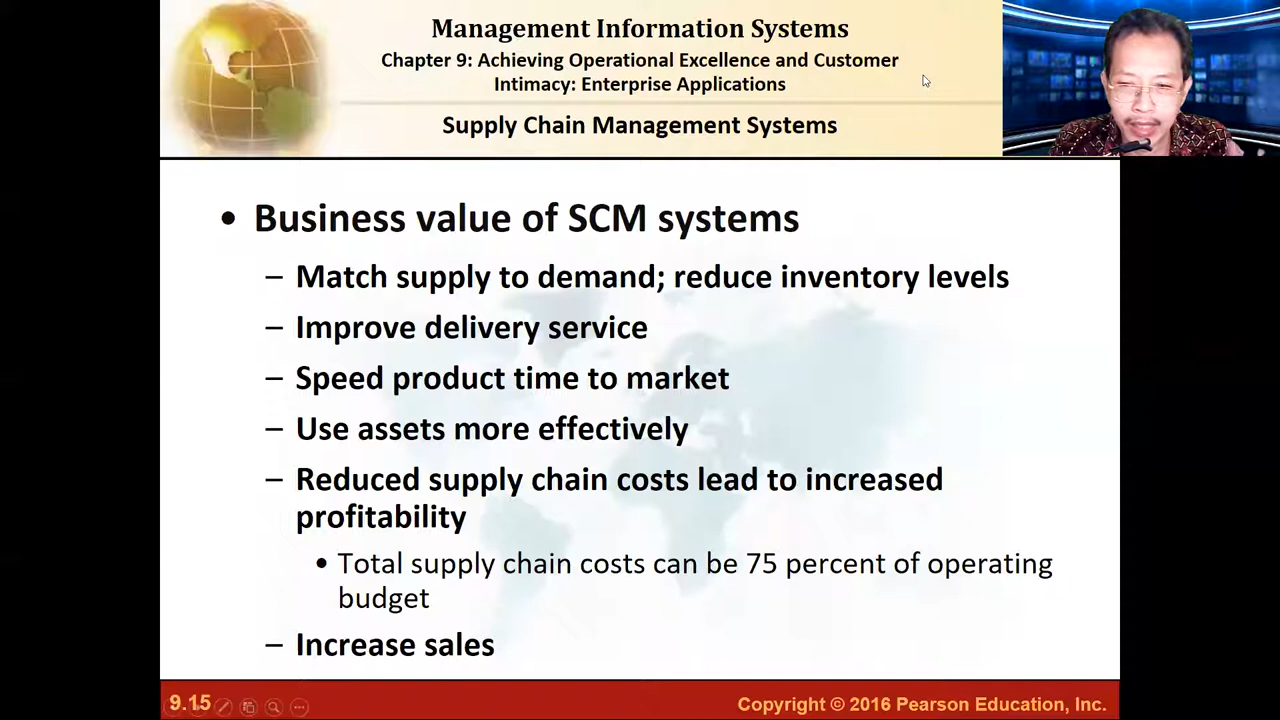 Management Information Systems
Chapter 9: Achieving Operational Excellence and Customer
Intimacy: Enterprise Applications
Supply Chain Management Systems
• Business value of SCM systems
– Match supply to demand; reduce inventory levels
– Improve delivery service
– Speed product time to market
– Use assets more effectively
– Reduced supply chain costs lead to increased
profitability
• Total supply chain costs can be 75 percent of operating
budget
– Increase sales
9.15
Copyright © 2016 Pearson Education, Inc.